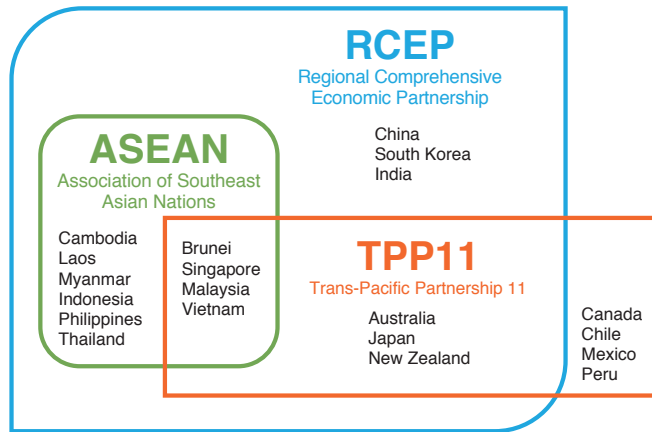 RCEP
Regional Comprehensive
Economic Partnership
China
South Korea
India
ASEAN
Association of Southeast
Asian Nations
Cambodia
Laos
Myanmar
Indonesia
Philippines
Thailand
Brunei
Singapore
Malaysia
Vietnam
TPP11
Trans-Pacific Partnership 11
Australia
Japan
New Zealand
Canada
Chile
Mexico
Peru